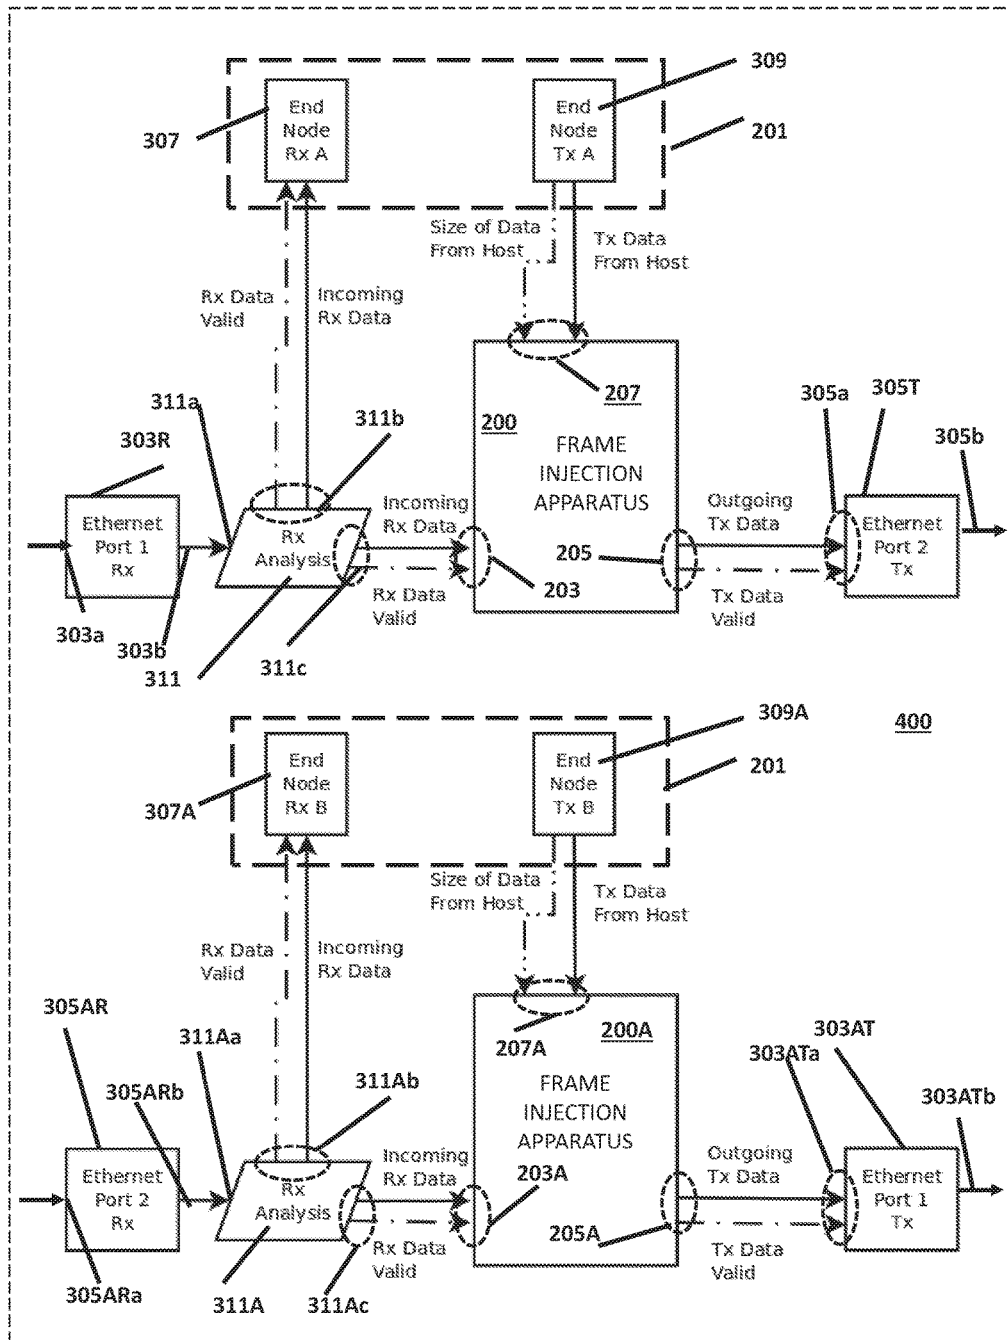 309
End
Node
Rx A
End
Node
Tx A
201
307
Size of Data
From Host
Tx Data
From Host
Rx Data
Valid
Incoming
Rx Data
207
311a
311b
305a
305T
303R
200
305b
FRAME
INJECTION
APPARATUS
Incoming
Rx Data
Outgoing
Tx Data
Ethernet
Port 1
Rx
Rx
Analysis
Ethernet
Port 2
Tx
205
203
Rx Data
Valid
Tx Data
Valid
303a
303b
311
311c
309A
400
End
Node
Rx B
End
Node
Tx B
201
307A
Size of Data
From Host
Tx Data
From Host
Rx Data
Valid
Incoming
Rx Data
305AR
311Aa
207A
200A
303AT
303ATa
305ARb
311Ab
303ATb
FRAME
INJECTION
APPARATUS
Incoming
Rx Data
Outgoing
Tx Data
203A
Ethernet
Port 2
Rx
Rx
Analysis
Ethernet
Port 1
Tx
205A
Rx Data
Valid
Tx Data
Valid
305ARa
311A
311Ac